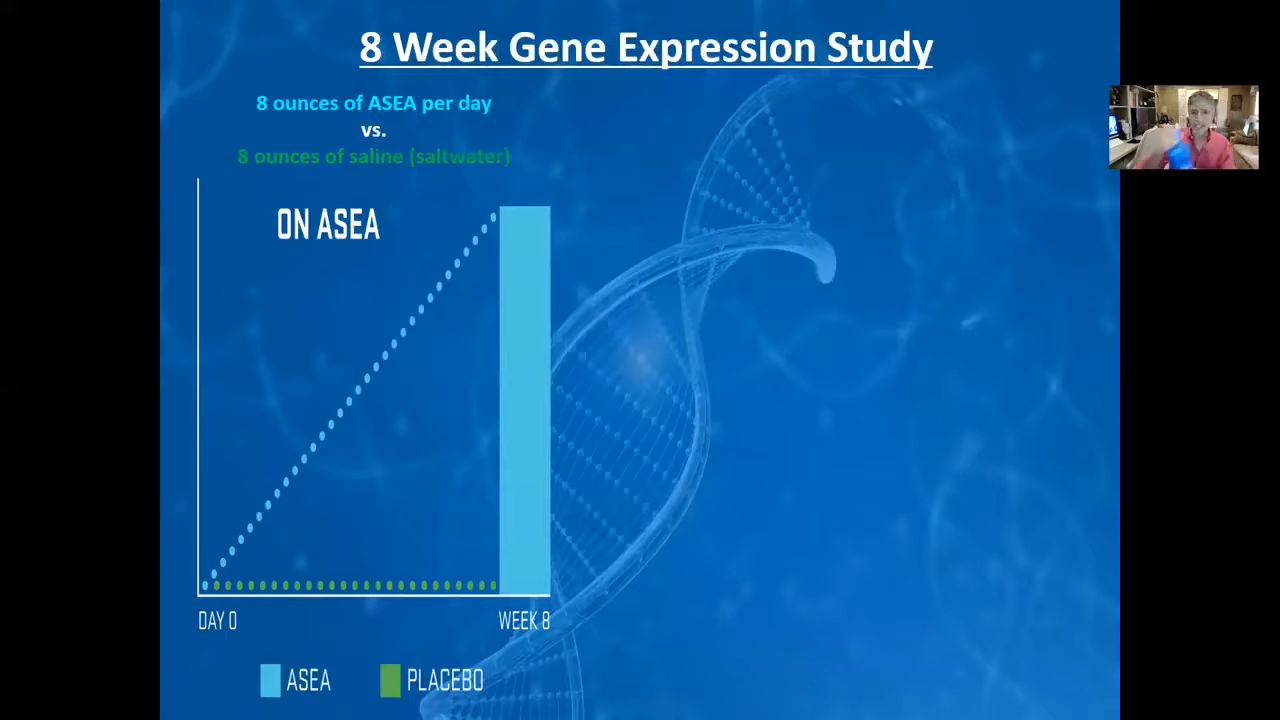 8 Week Gene Expression Study
8 ounces of ASEA per day
vs.
8 ounces of saline (saltwater)
ON ASEA
DAY 0
WEEK 8
ASEA
PLACEBO